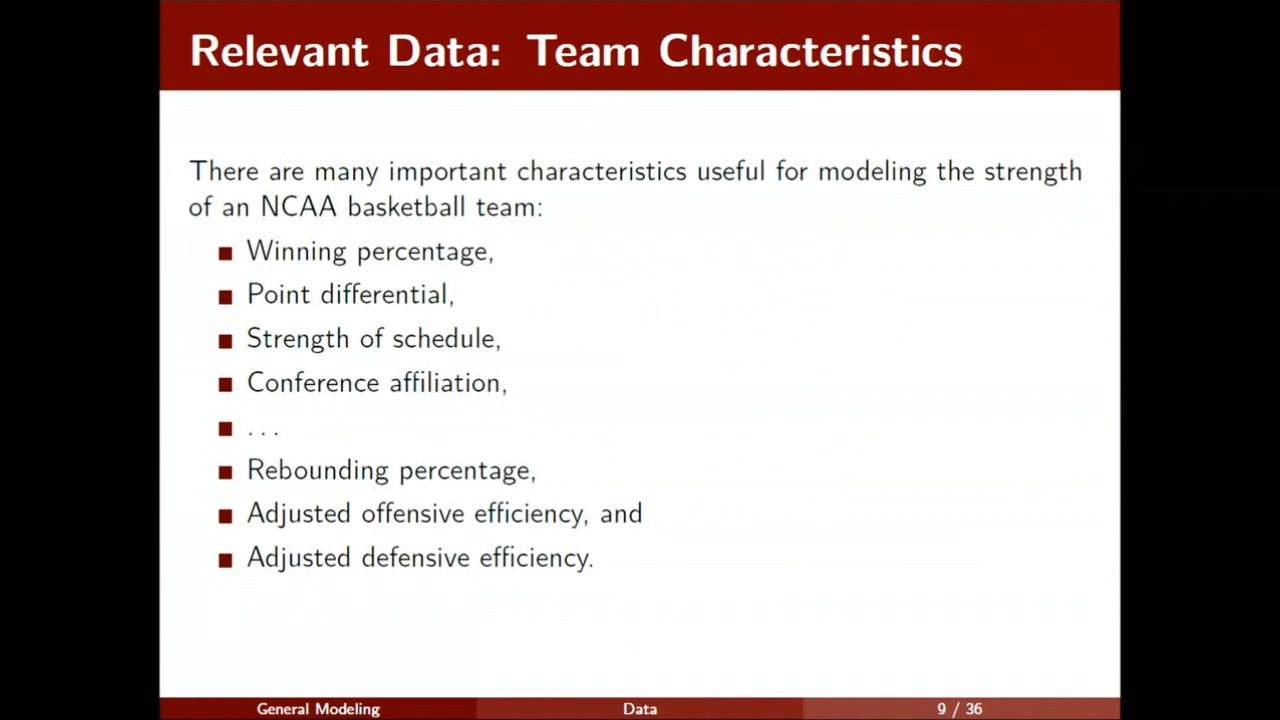 Relevant Data: Team Characteristics
There are many important characteristics useful for modeling the strength
of an NCAA basketball team:
Winning percentage,
Point differential,
Strength of schedule,
Conference affiliation,
...
Rebounding percentage,
Adjusted offensive efficiency, and
Adjusted defensive efficiency.
General Modeling Data 9 / 36